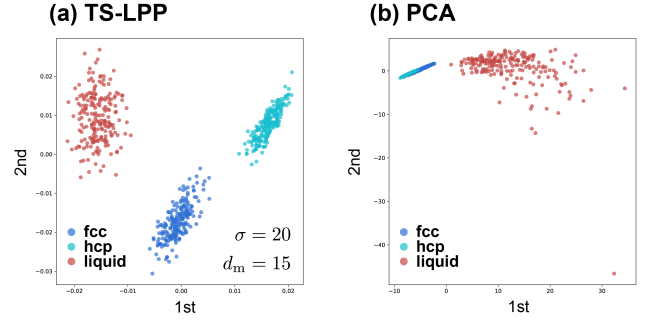 (a) TS-LPP
2nd
0.02
0.01
0.00
−0.01
−0.02
−0.03
fcc
hcp
liquid
σ = 20
d_m = 15
−0.02
−0.01
0.00
0.01
0.02
1st
(b) PCA
2nd
0
−10
−20
−30
−40
fcc
hcp
liquid
−10
0
10
20
30
1st